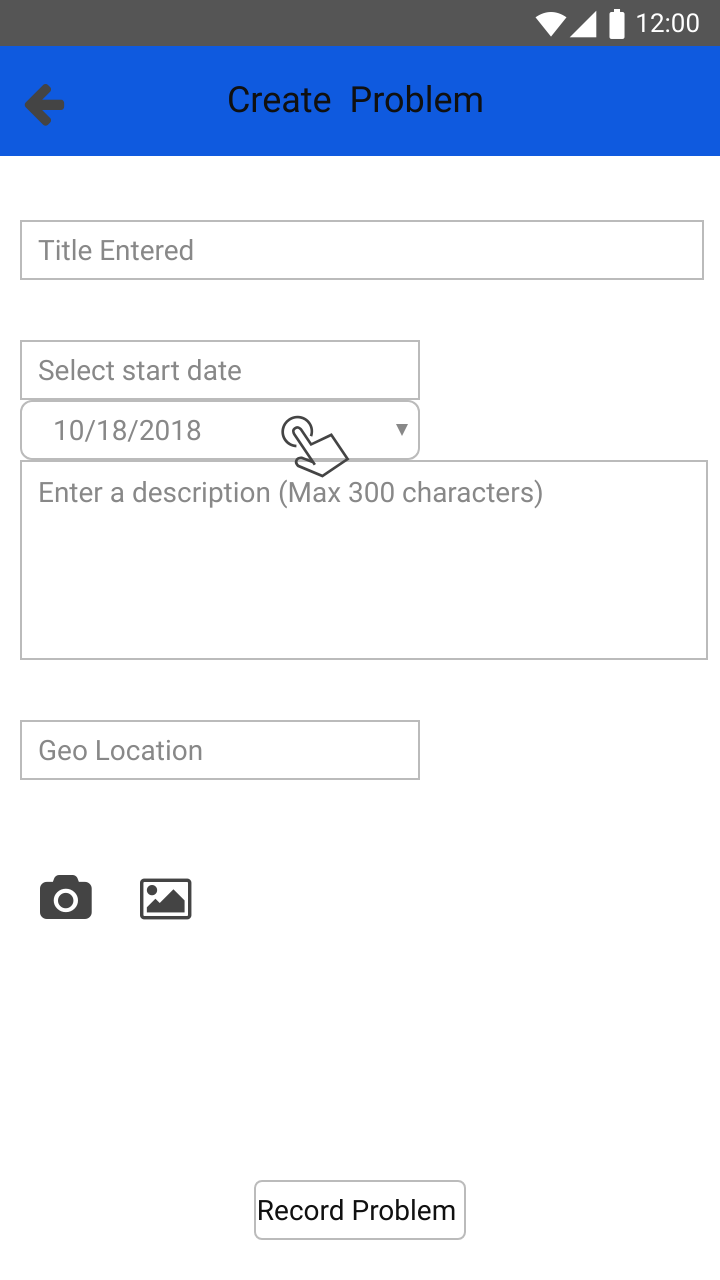 12:00
Create Problem
Title Entered
Select start date
10/18/2018
Enter a description (Max 300 characters)
Geo Location
Record Problem